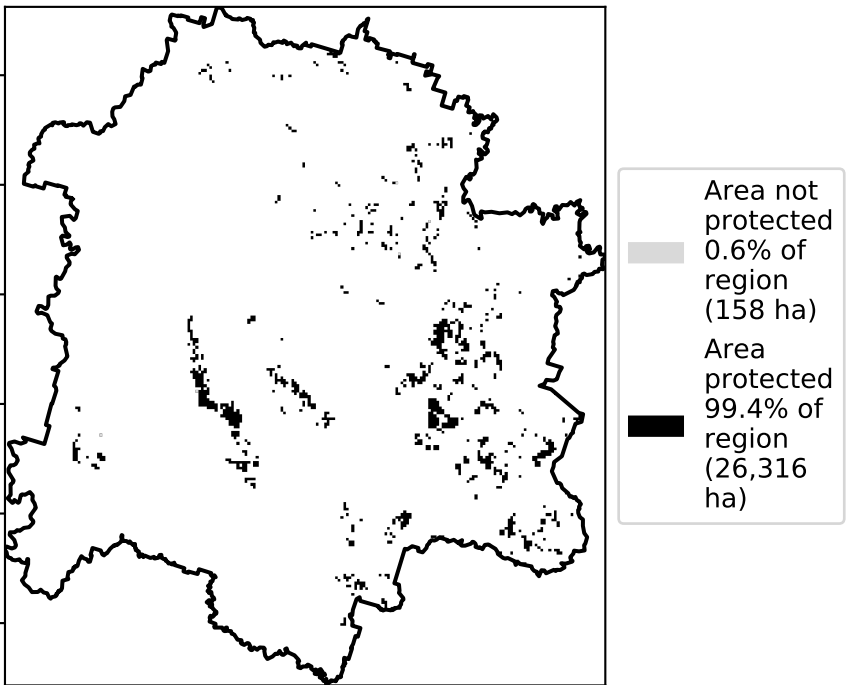 Area not
protected
0.6% of
region
(158 ha)
Area
protected
99.4% of
region
(26,316
ha)